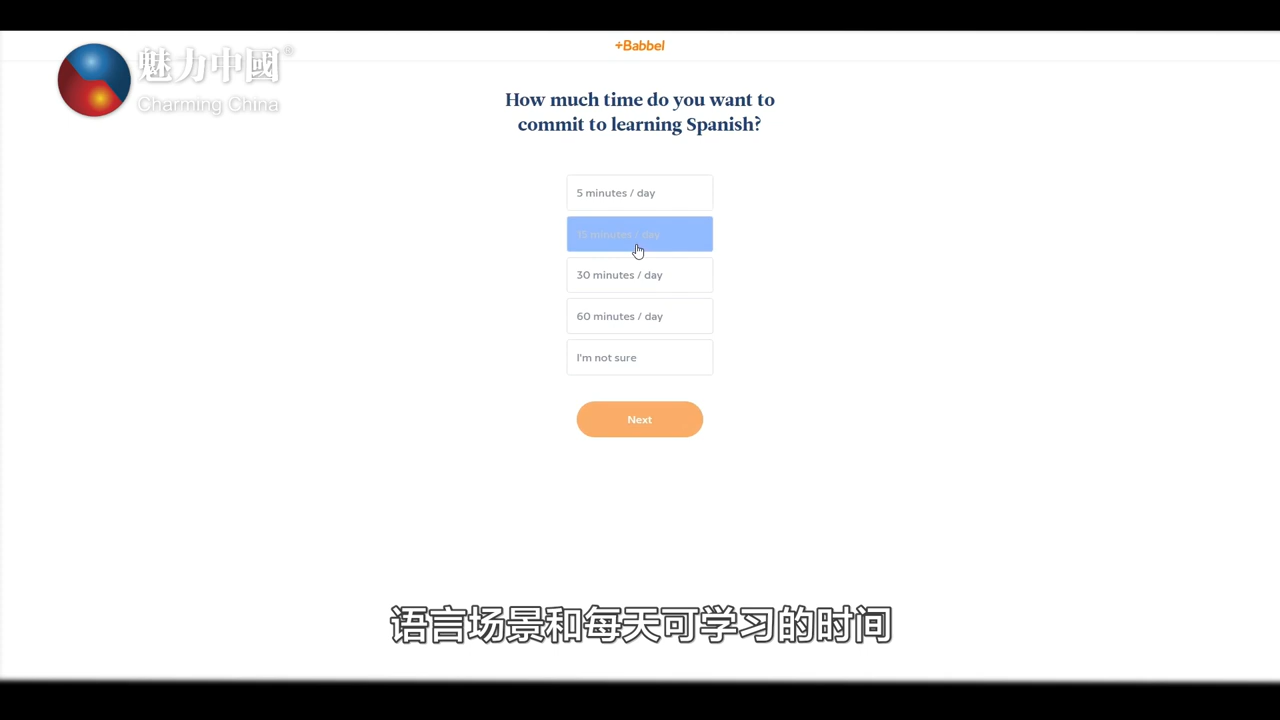 +Babbel
魅力中國®
Charming China
How much time do you want to
commit to learning Spanish?
5 minutes / day
15 minutes / day
30 minutes / day
60 minutes / day
I'm not sure
Next
语言场景和每天可学习的时间